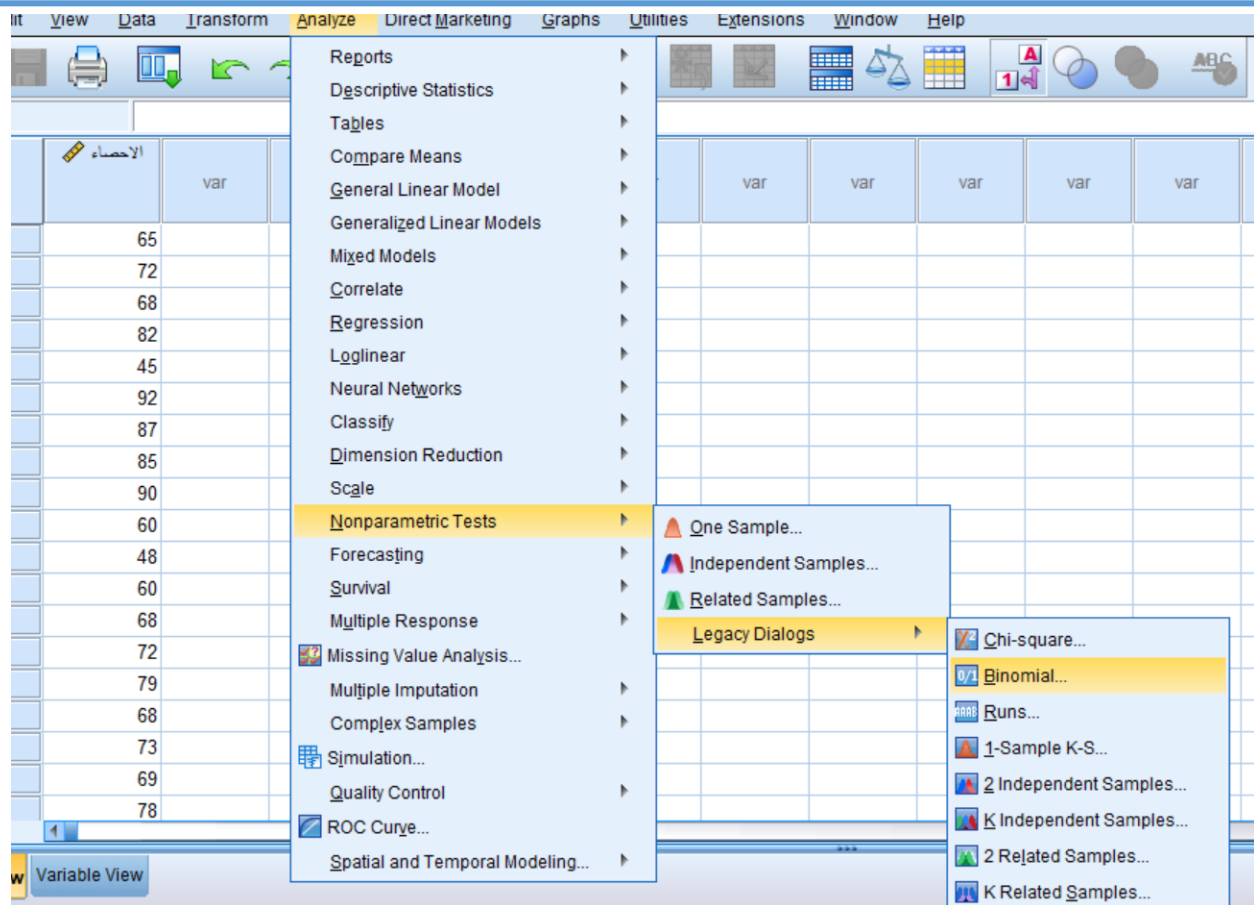 it View Data Transform Analyze Direct Marketing Graphs Utilities Extensions Window Help
A
1
ABC
الاحصاء
var var var var var var
65
72
68
82
45
92
87
85
90
60
48
60
68
72
79
68
73
69
78
Reports
Descriptive Statistics
Tables
Compare Means
General Linear Model
Generalized Linear Models
Mixed Models
Correlate
Regression
Loglinear
Neural Networks
Classify
Dimension Reduction
Scale
Nonparametric Tests
Forecasting
Survival
Multiple Response
Missing Value Analysis...
Multiple Imputation
Complex Samples
Simulation...
Quality Control
ROC Curve...
Spatial and Temporal Modeling...
One Sample...
Independent Samples...
Related Samples...
Legacy Dialogs
Chi-square...
0/1 Binomial...
AAAB Runs...
1-Sample K-S...
2 Independent Samples...
K Independent Samples...
2 Related Samples...
K Related Samples...
w Variable View